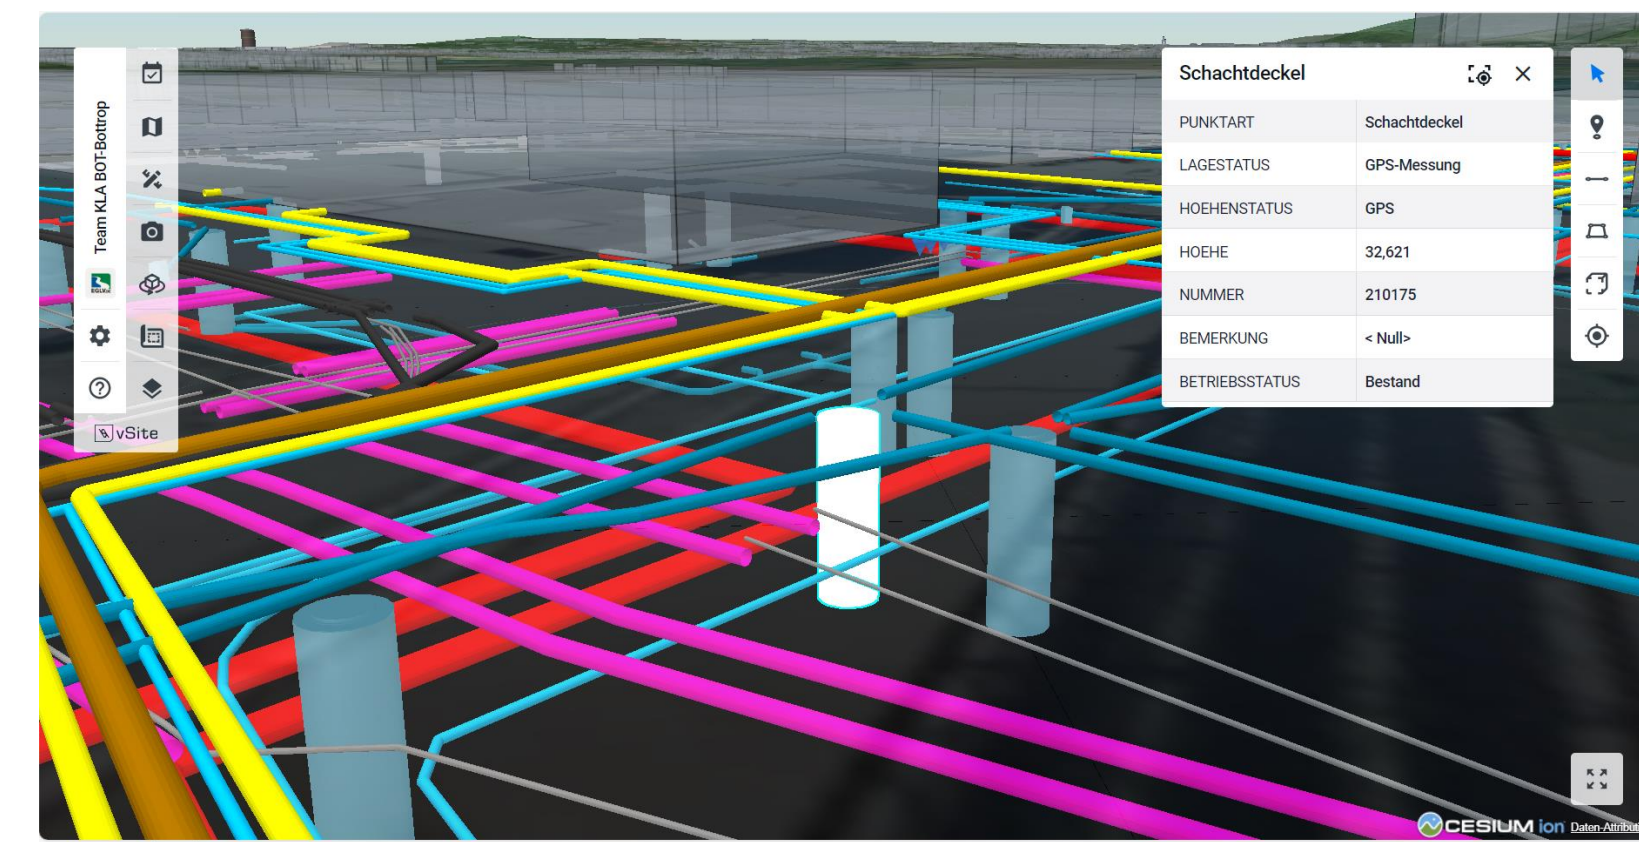 Team KLA BOT-Bottrop
EGLV
vSite
Schachtdeckel
PUNKTART Schachtdeckel
LAGESTATUS GPS-Messung
HOEHENSTATUS GPS
HOEHE 32,621
NUMMER 210175
BEMERKUNG < Null>
BETRIEBSSTATUS Bestand
CESIUM ion Daten-Attribut